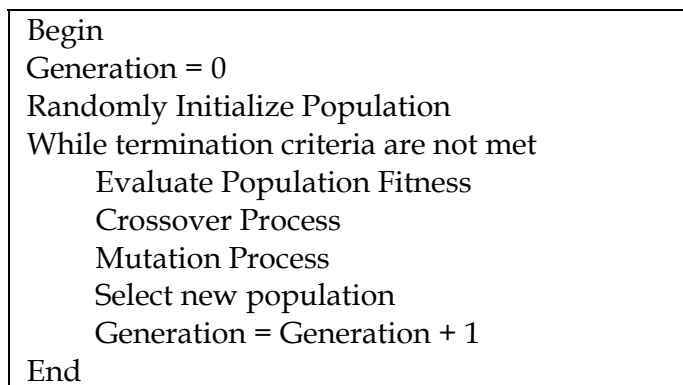 Begin
Generation = 0
Randomly Initialize Population
While termination criteria are not met
Evaluate Population Fitness
Crossover Process
Mutation Process
Select new population
Generation = Generation + 1
End